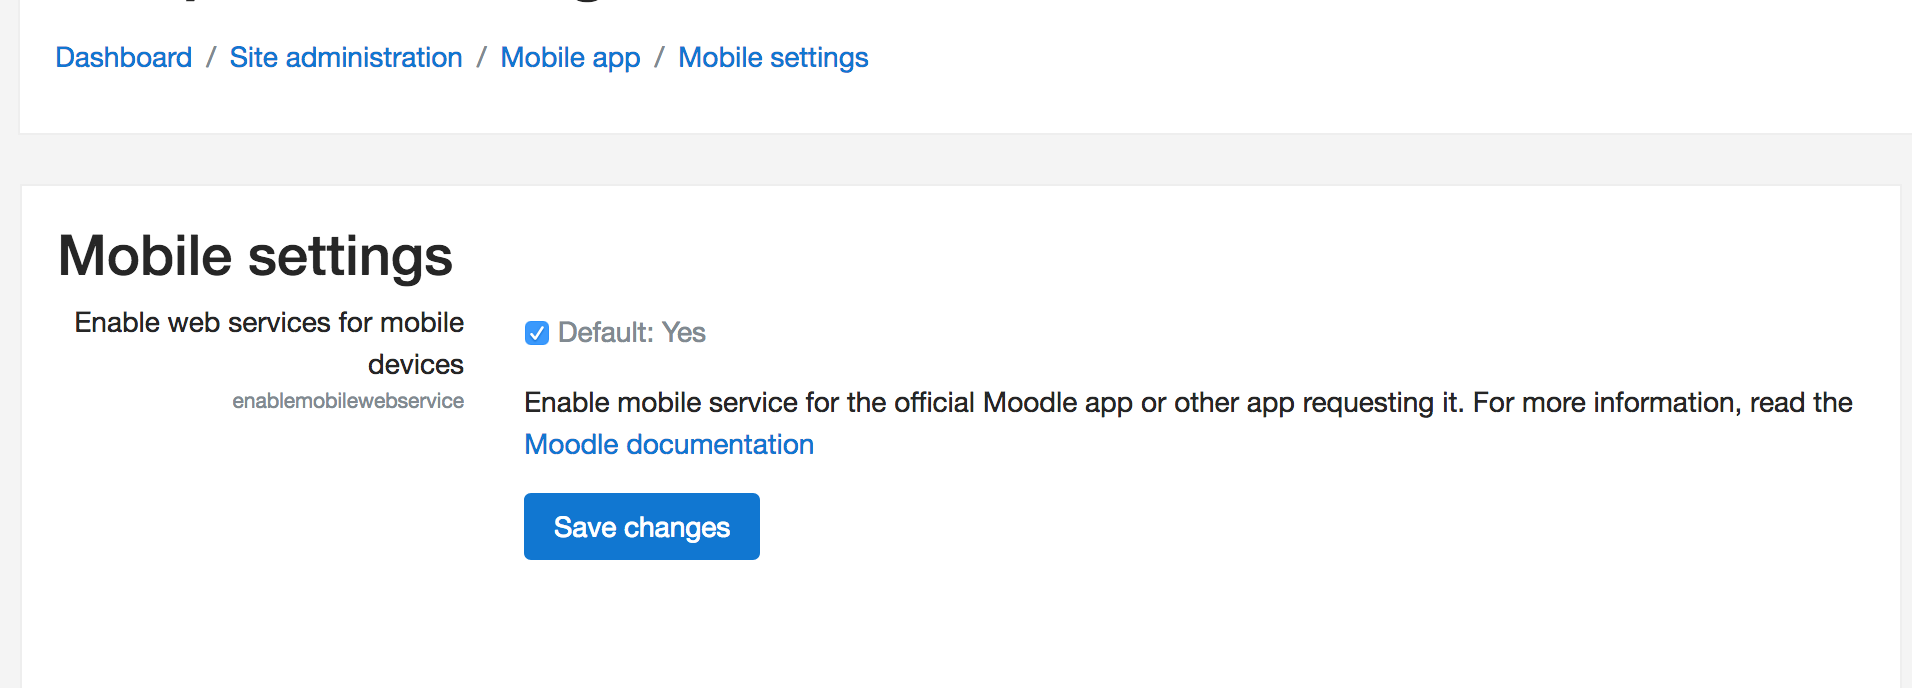 Dashboard / Site administration / Mobile app / Mobile settings
Mobile settings
Enable web services for mobile
devices
enablemobilewebservice
Default: Yes
Enable mobile service for the official Moodle app or other app requesting it. For more information, read the
Moodle documentation
Save changes